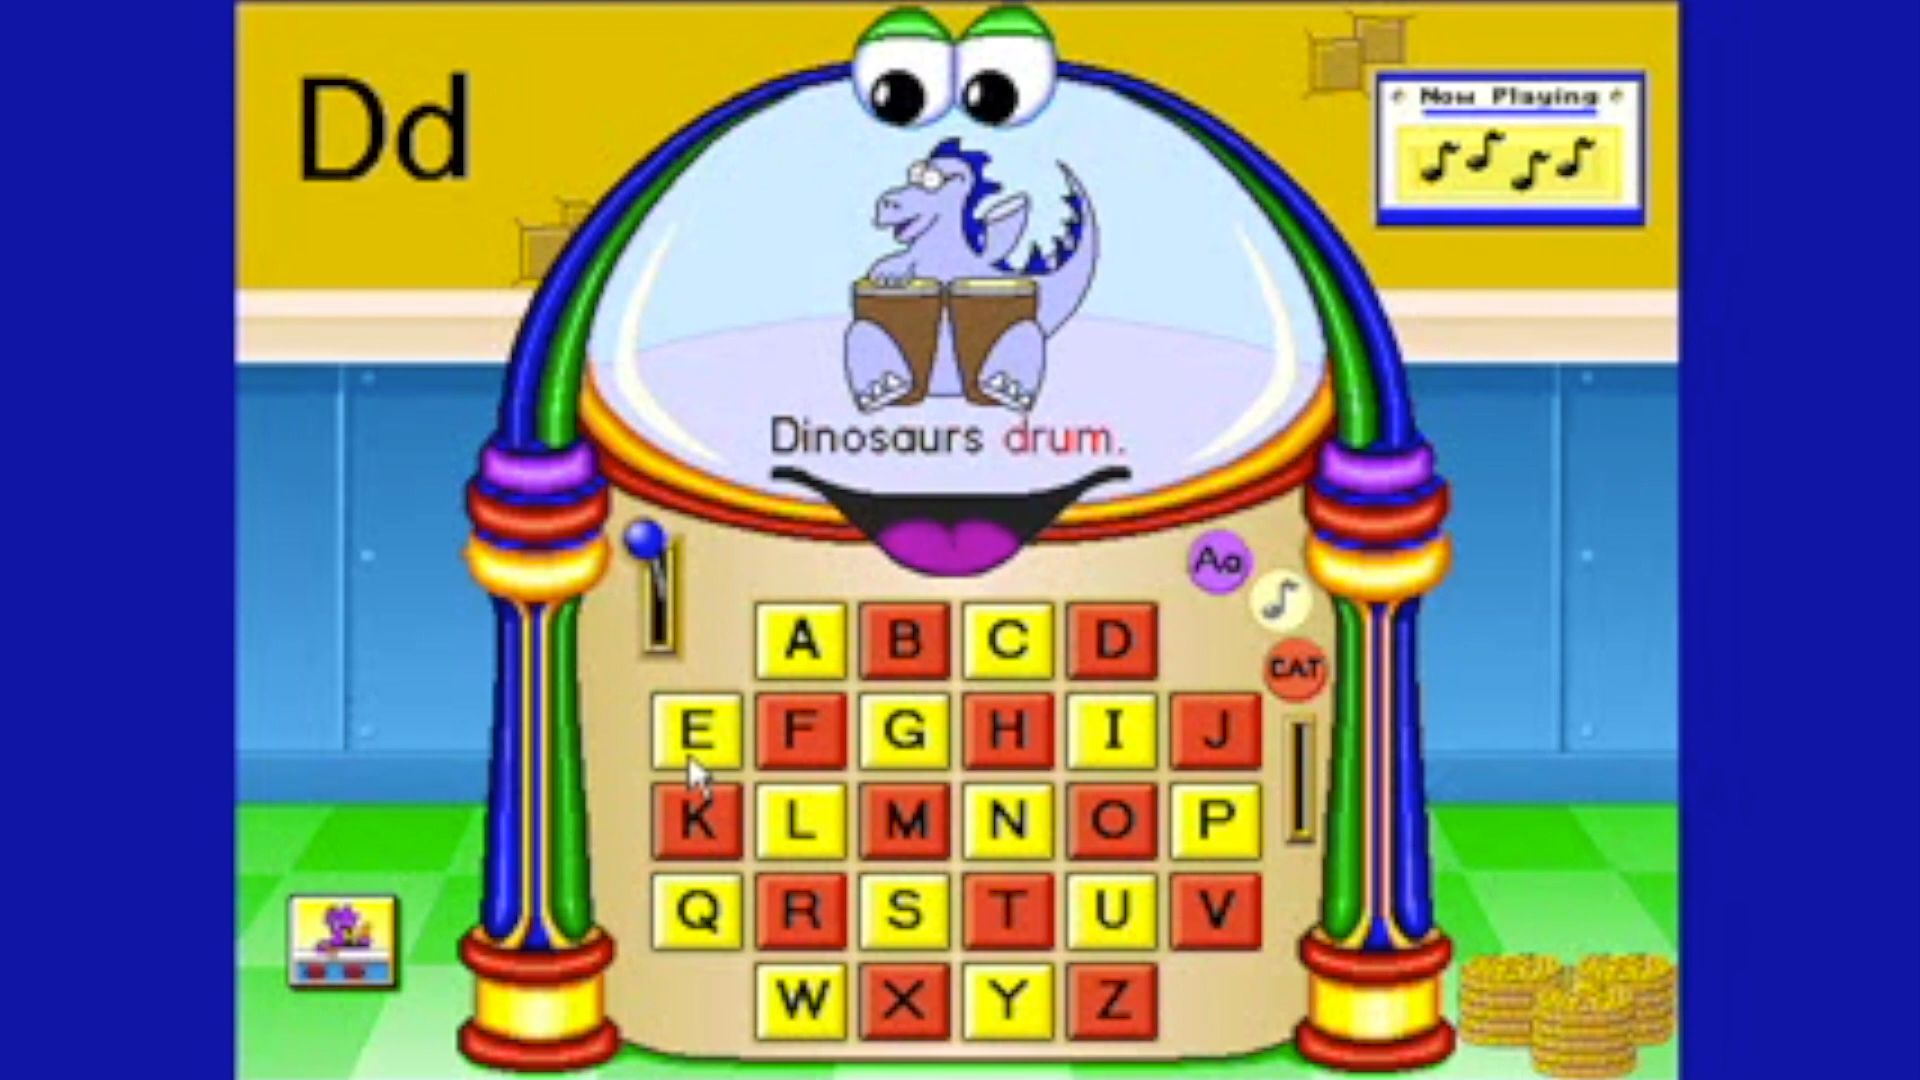 Dd
Now Playing
Dinosaurs drum.
Aa
CAT
A B C D
E F G H I J
K L M N O P
Q R S T U V
W X Y Z